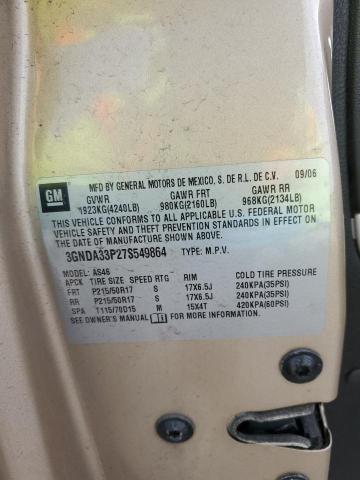 GM
MFD BY GENERAL MOTORS DE MEXICO, S. DE R.L. DE C.V. 09/06
GVWR GAWR FRT GAWR RR
1923KG(4240LB) 980KG(2160LB) 968KG(2134LB)
THIS VEHICLE CONFORMS TO ALL APPLICABLE U.S. FEDERAL MOTOR
VEHICLE SAFETY AND THEFT PREVENTION STANDARDS IN EFFECT ON
THE DATE OF MANUFACTURE SHOWN ABOVE.
3GNDA33P27S549864 TYPE: M.P.V.
MODEL: AS46
APCK TIRE SIZE SPEED RTG RIM COLD TIRE PRESSURE
FRT P215/50R17 S 17X6.5J 240KPA(35PSI)
RR P215/50R17 S 17X6.5J 240KPA(35PSI)
SPA T115/70D15 M 15X4T 420KPA(60PSI)
SEE OWNER'S MANUAL FOR ADDITIONAL INFORMATION.